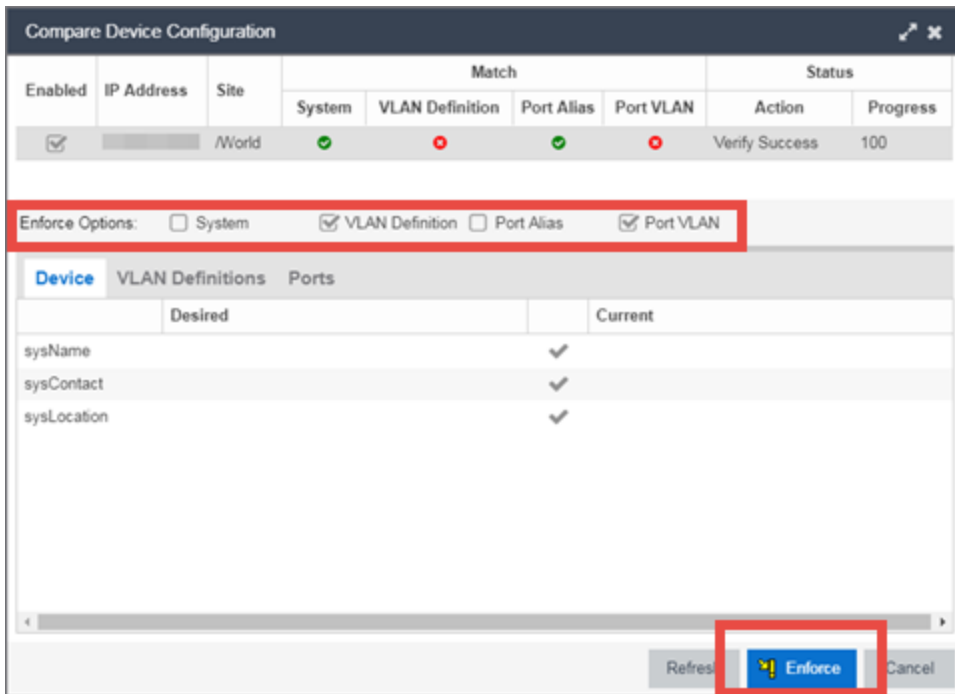 Compare Device Configuration
Enabled IP Address Site Match Status
System VLAN Definition Port Alias Port VLAN Action Progress
/World Verify Success 100
Enforce Options: System VLAN Definition Port Alias Port VLAN
Device VLAN Definitions Ports
Desired Current
sysName
sysContact
sysLocation
Refresh Enforce Cancel